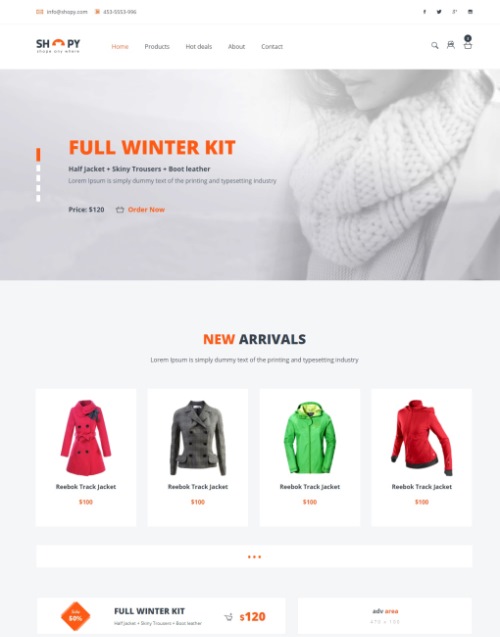 info@shopy.com 453-5553-996
SHOPY
shope any where
Home Products Hot deals About Contact
0
FULL WINTER KIT
Half Jacket + Skiny Trousers + Boot leather
Lorem Ipsum is simply dummy text of the printing and typesetting industry
Price: $120 Order Now
NEW ARRIVALS
Lorem Ipsum is simply dummy text of the printing and typesetting industry
Reebok Track Jacket Reebok Track Jacket Reebok Track Jacket Reebok Track Jacket
$100 $100 $100 $100
Sale
60%
FULL WINTER KIT
Half Jacket + Skiny Trousers + Boot leather
$120
adv area
470 x 150